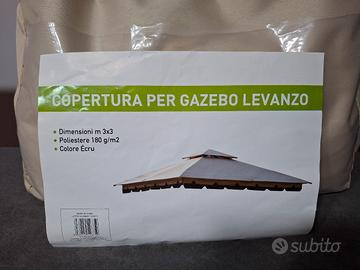 COPERTURA PER GAZEBO LEVANZO
• Dimensioni m 3x3
• Poliestere 180 g/m2
• Colore Ecru
subito